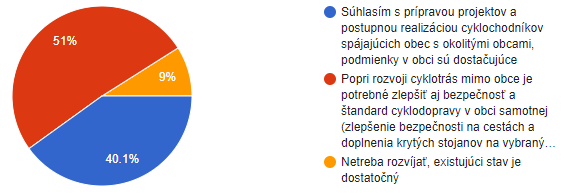 51%
9%
40.1%
Súhlasím s prípravou projektov a
postupnou realizáciou cyklochodníkov
spájajúcich obec s okolitými obcami,
podmienky v obci sú dostačujúce
Popri rozvoji cyklotrás mimo obce je
potrebné zlepšiť aj bezpečnosť a
štandard cyklodopravy v obci samotnej
(zlepšenie bezpečnosti na cestách a
doplnenia krytých stojanov na vybraný…
Netreba rozvíjať, existujúci stav je
dostatočný